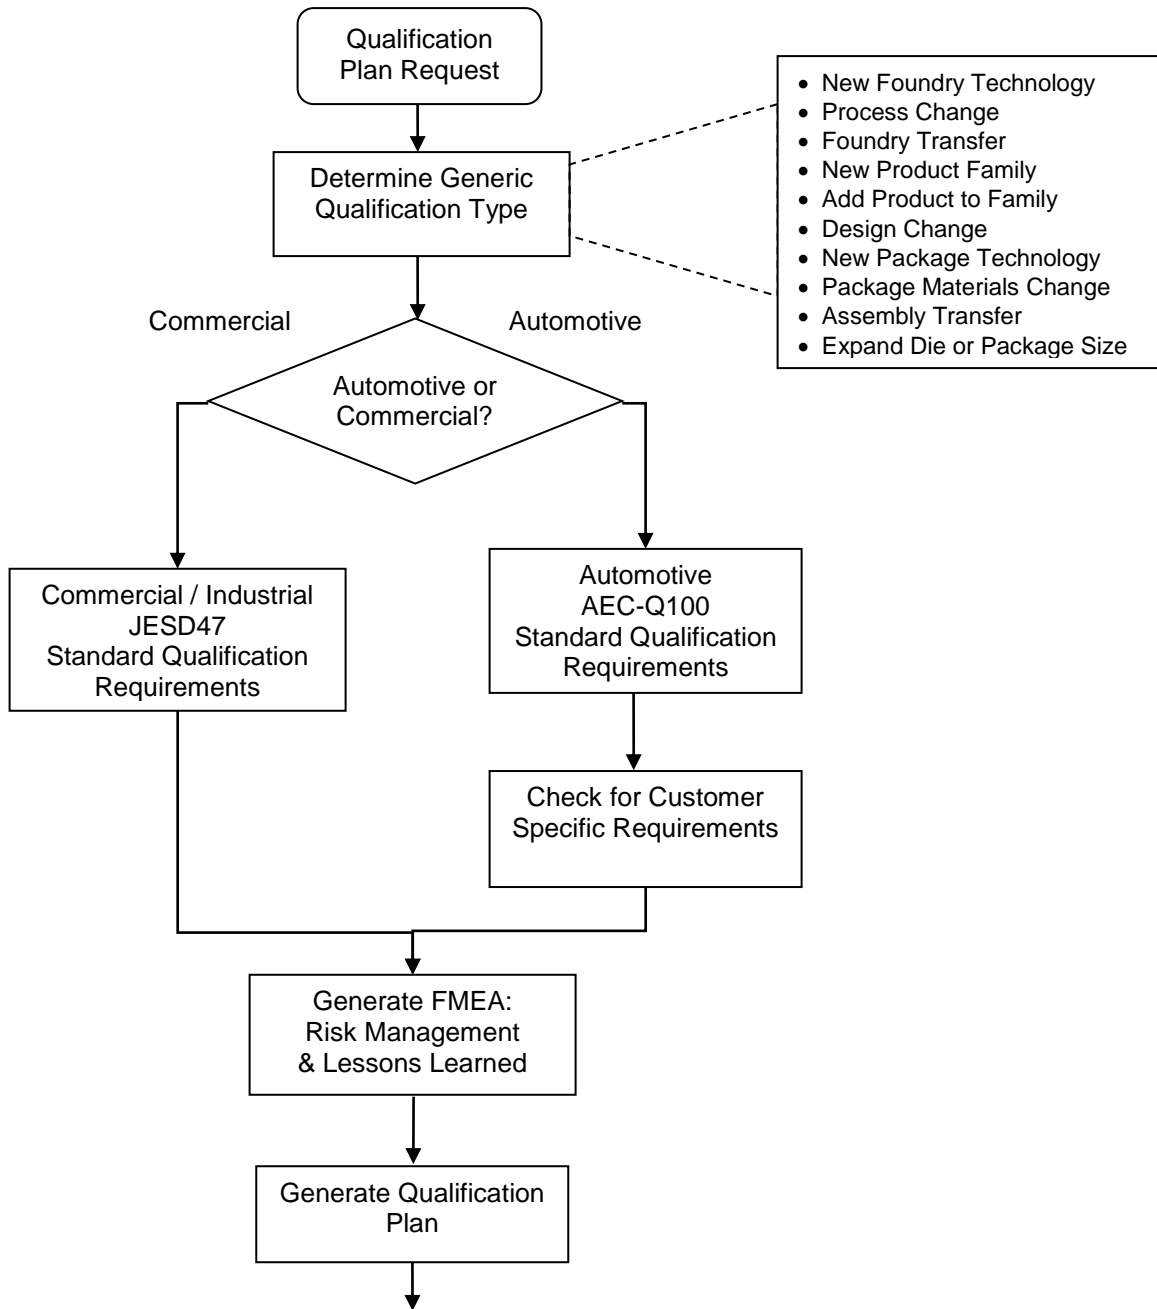 Qualification
Plan Request
Determine Generic
Qualification Type
• New Foundry Technology
• Process Change
• Foundry Transfer
• New Product Family
• Add Product to Family
• Design Change
• New Package Technology
• Package Materials Change
• Assembly Transfer
• Expand Die or Package Size
Commercial
Automotive
Automotive or
Commercial?
Commercial / Industrial
JESD47
Standard Qualification
Requirements
Automotive
AEC-Q100
Standard Qualification
Requirements
Check for Customer
Specific Requirements
Generate FMEA:
Risk Management
& Lessons Learned
Generate Qualification
Plan